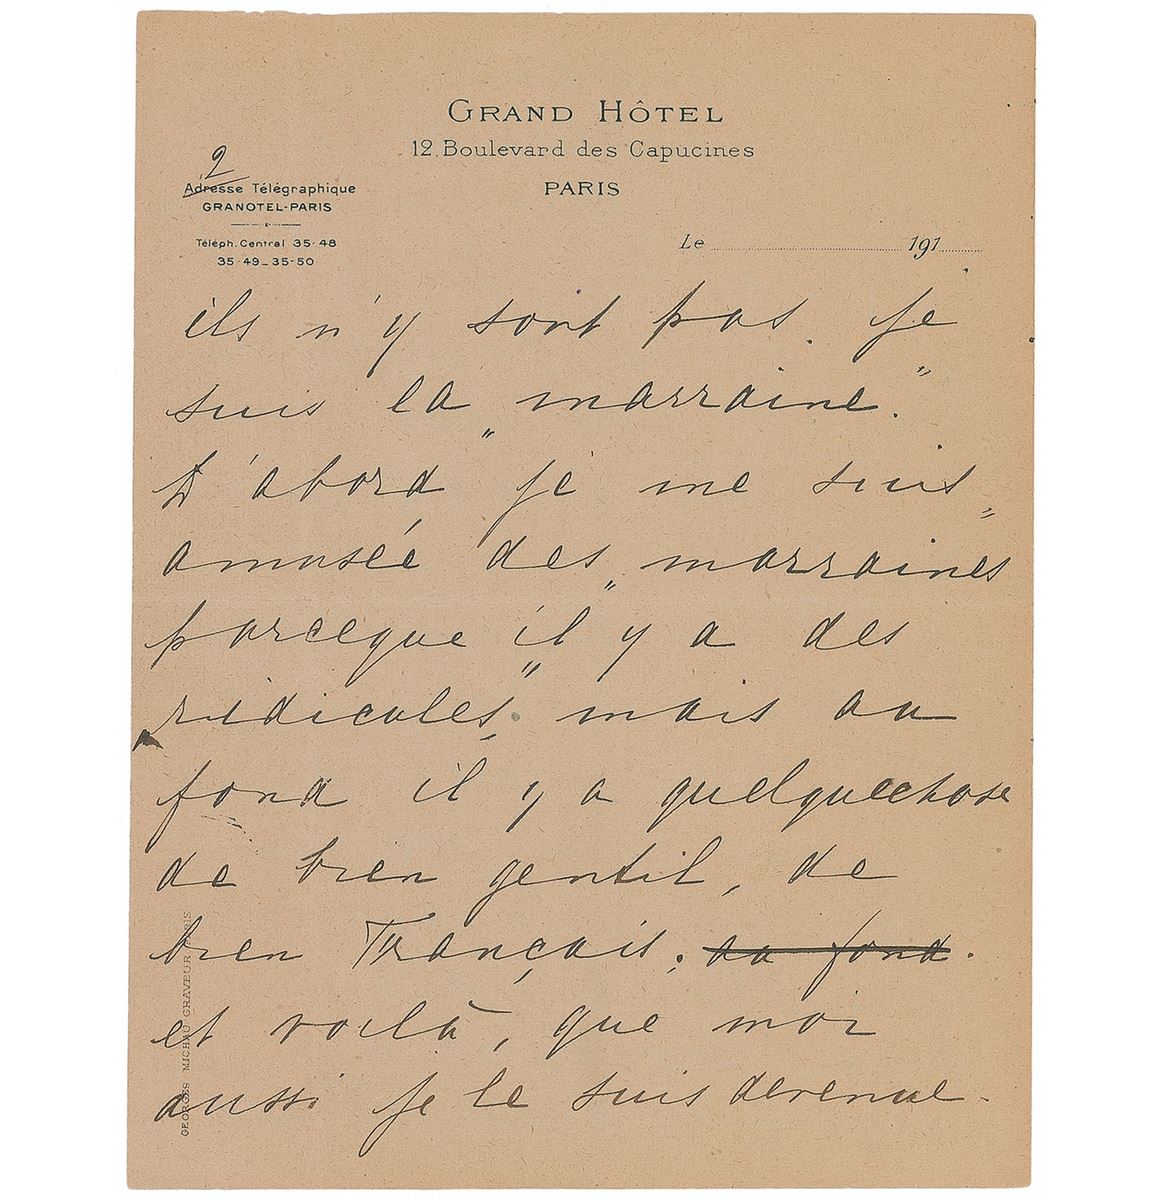 GRAND HÔTEL
12. Boulevard des Capucines
PARIS
2
Adresse Télégraphique
GRANOTEL-PARIS
Téléph. Central 35-48
35-49_35-50
Le 191
ils n'y sont pas. je
suis la "marraine."
D'abord je me suis
amusée des "marraines"
parceque il y a des
ridicules" mais au
fond il y a quelquechose
de bien gentil, de
bien Français. au fond.
et voilà, que moi
aussi je le suis devenue.
GEORGES MICHAU GRAVEUR PARIS